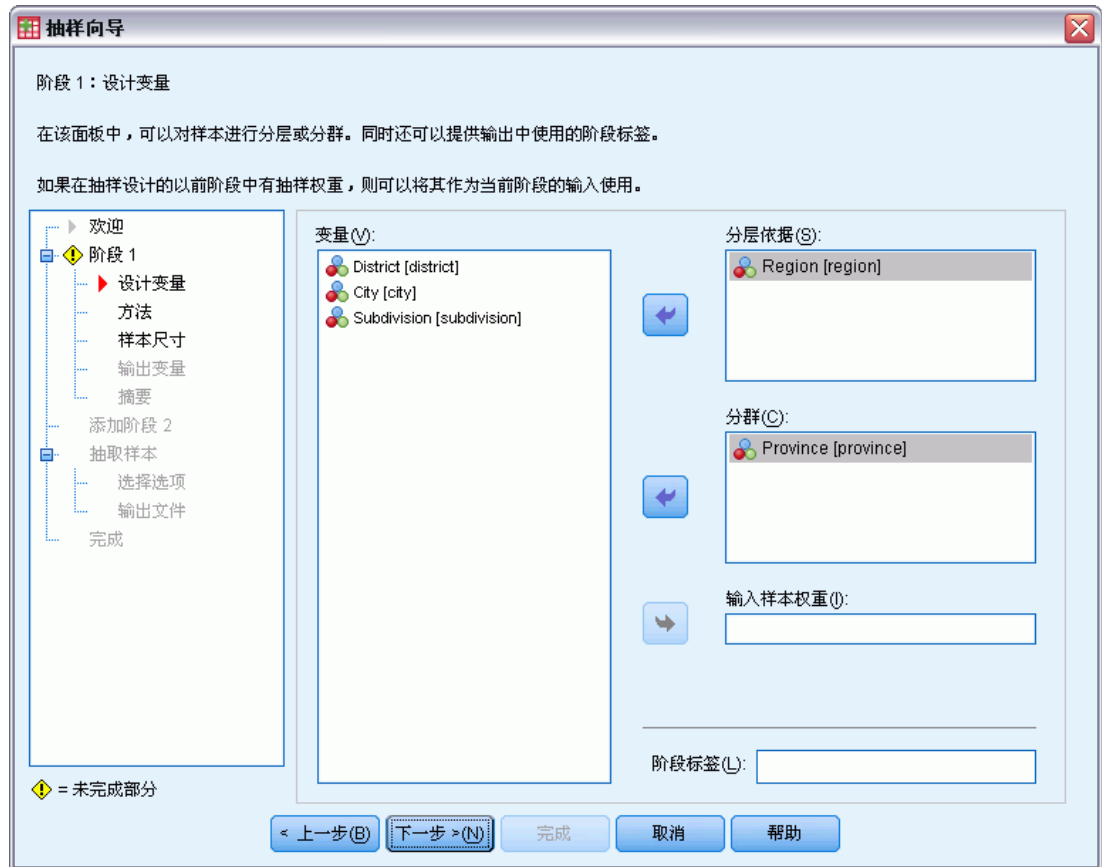 抽样向导
阶段 1：设计变量
在该面板中，可以对样本进行分层或分群。同时还可以提供输出中使用的阶段标签。
如果在抽样设计的以前阶段中有抽样权重，则可以将其作为当前阶段的输入使用。
欢迎
阶段 1
设计变量
方法
样本尺寸
输出变量
摘要
添加阶段 2
抽取样本
选择选项
输出文件
完成
变量(V):
District [district]
City [city]
Subdivision [subdivision]
分层依据(S):
Region [region]
分群(C):
Province [province]
输入样本权重(I):
阶段标签(L):
= 未完成部分
< 上一步(B)
下一步 >(N)
完成
取消
帮助